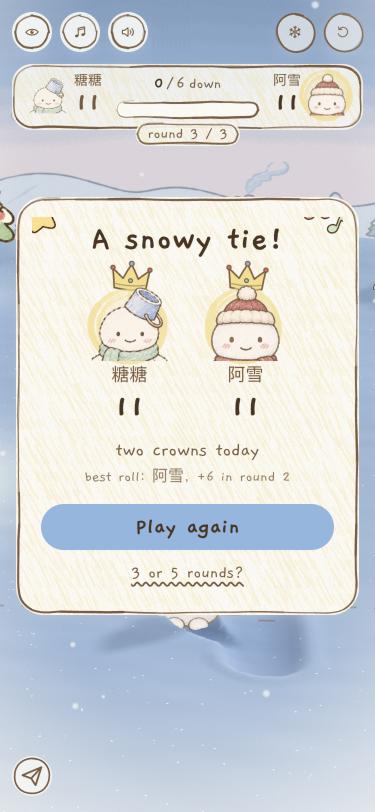 糖糖
0/6 down
阿雪
11
11
round 3 / 3
A snowy tie!
糖糖
阿雪
11
11
two crowns today
best roll: 阿雪, +6 in round 2
Play again
3 or 5 rounds?